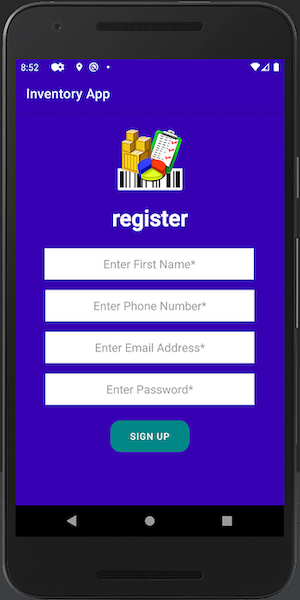 8:52
Inventory App
register
Enter First Name*
Enter Phone Number*
Enter Email Address*
Enter Password*
SIGN UP